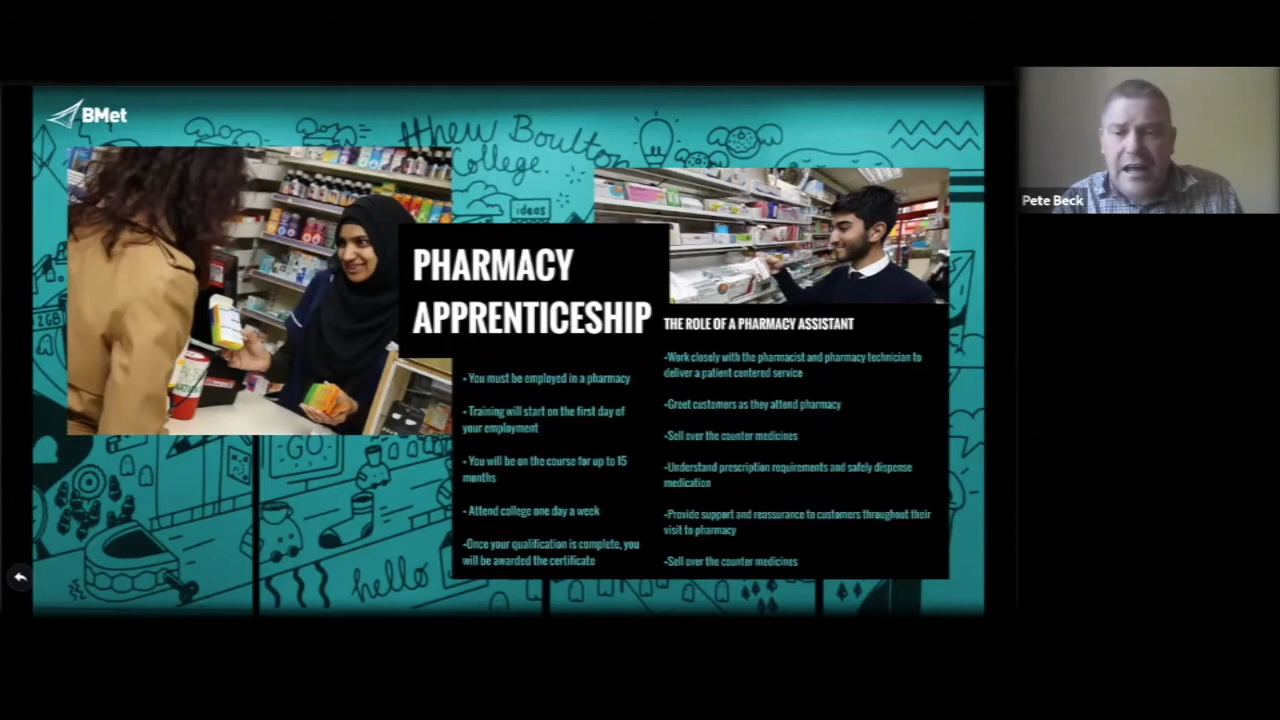 BMet
tthew Boulton
College.
ideas
PHARMACY
APPRENTICESHIP
- You must be employed in a pharmacy
- Training will start on the first day of
your employment
- You will be on the course for up to 15
months
- Attend college one day a week
-Once your qualification is complete, you
will be awarded the certificate
THE ROLE OF A PHARMACY ASSISTANT
-Work closely with the pharmacist and pharmacy technician to
deliver a patient centered service
-Greet customers as they attend pharmacy
-Sell over the counter medicines
-Understand prescription requirements and safely dispense
medication
-Provide support and reassurance to customers throughout their
visit to pharmacy
-Sell over the counter medicines
GO
hello
Pete Beck